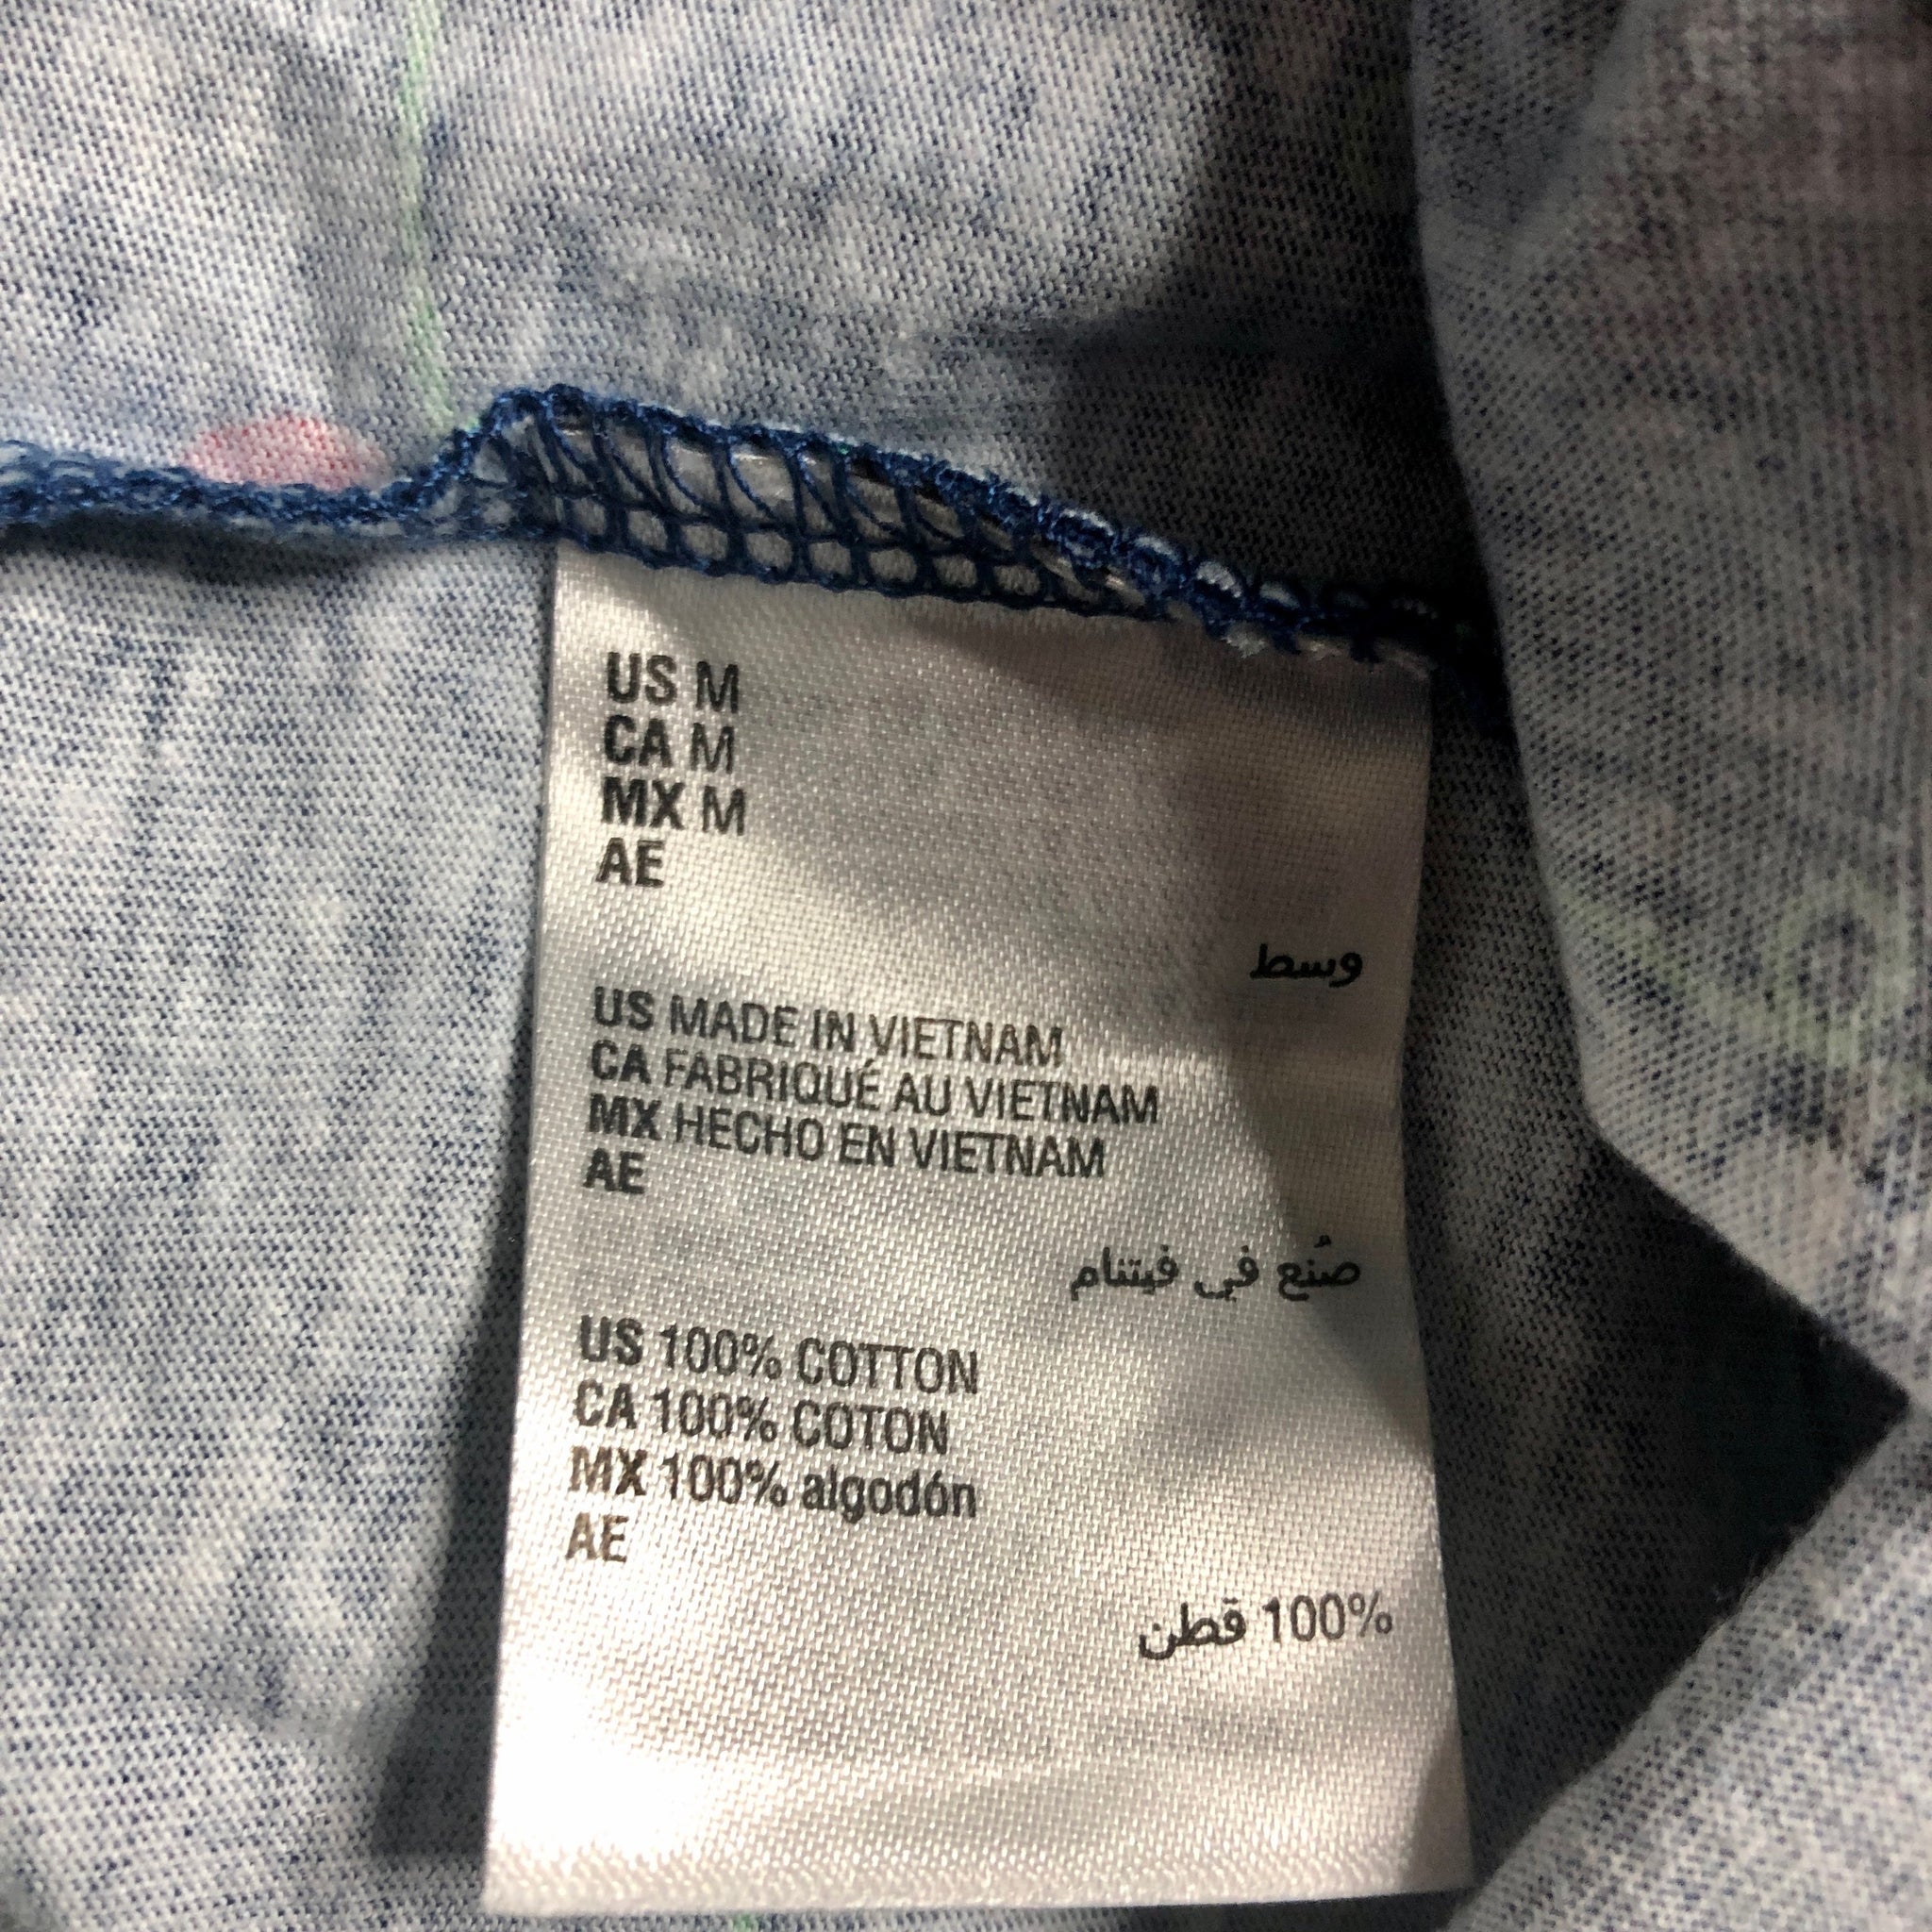 US M
CA M
MX M
AE
وسط
US MADE IN VIETNAM
CA FABRIQUÉ AU VIETNAM
MX HECHO EN VIETNAM
AE
صُنع في فيتنام
US 100% COTTON
CA 100% COTON
MX 100% algodón
AE
100% قطن